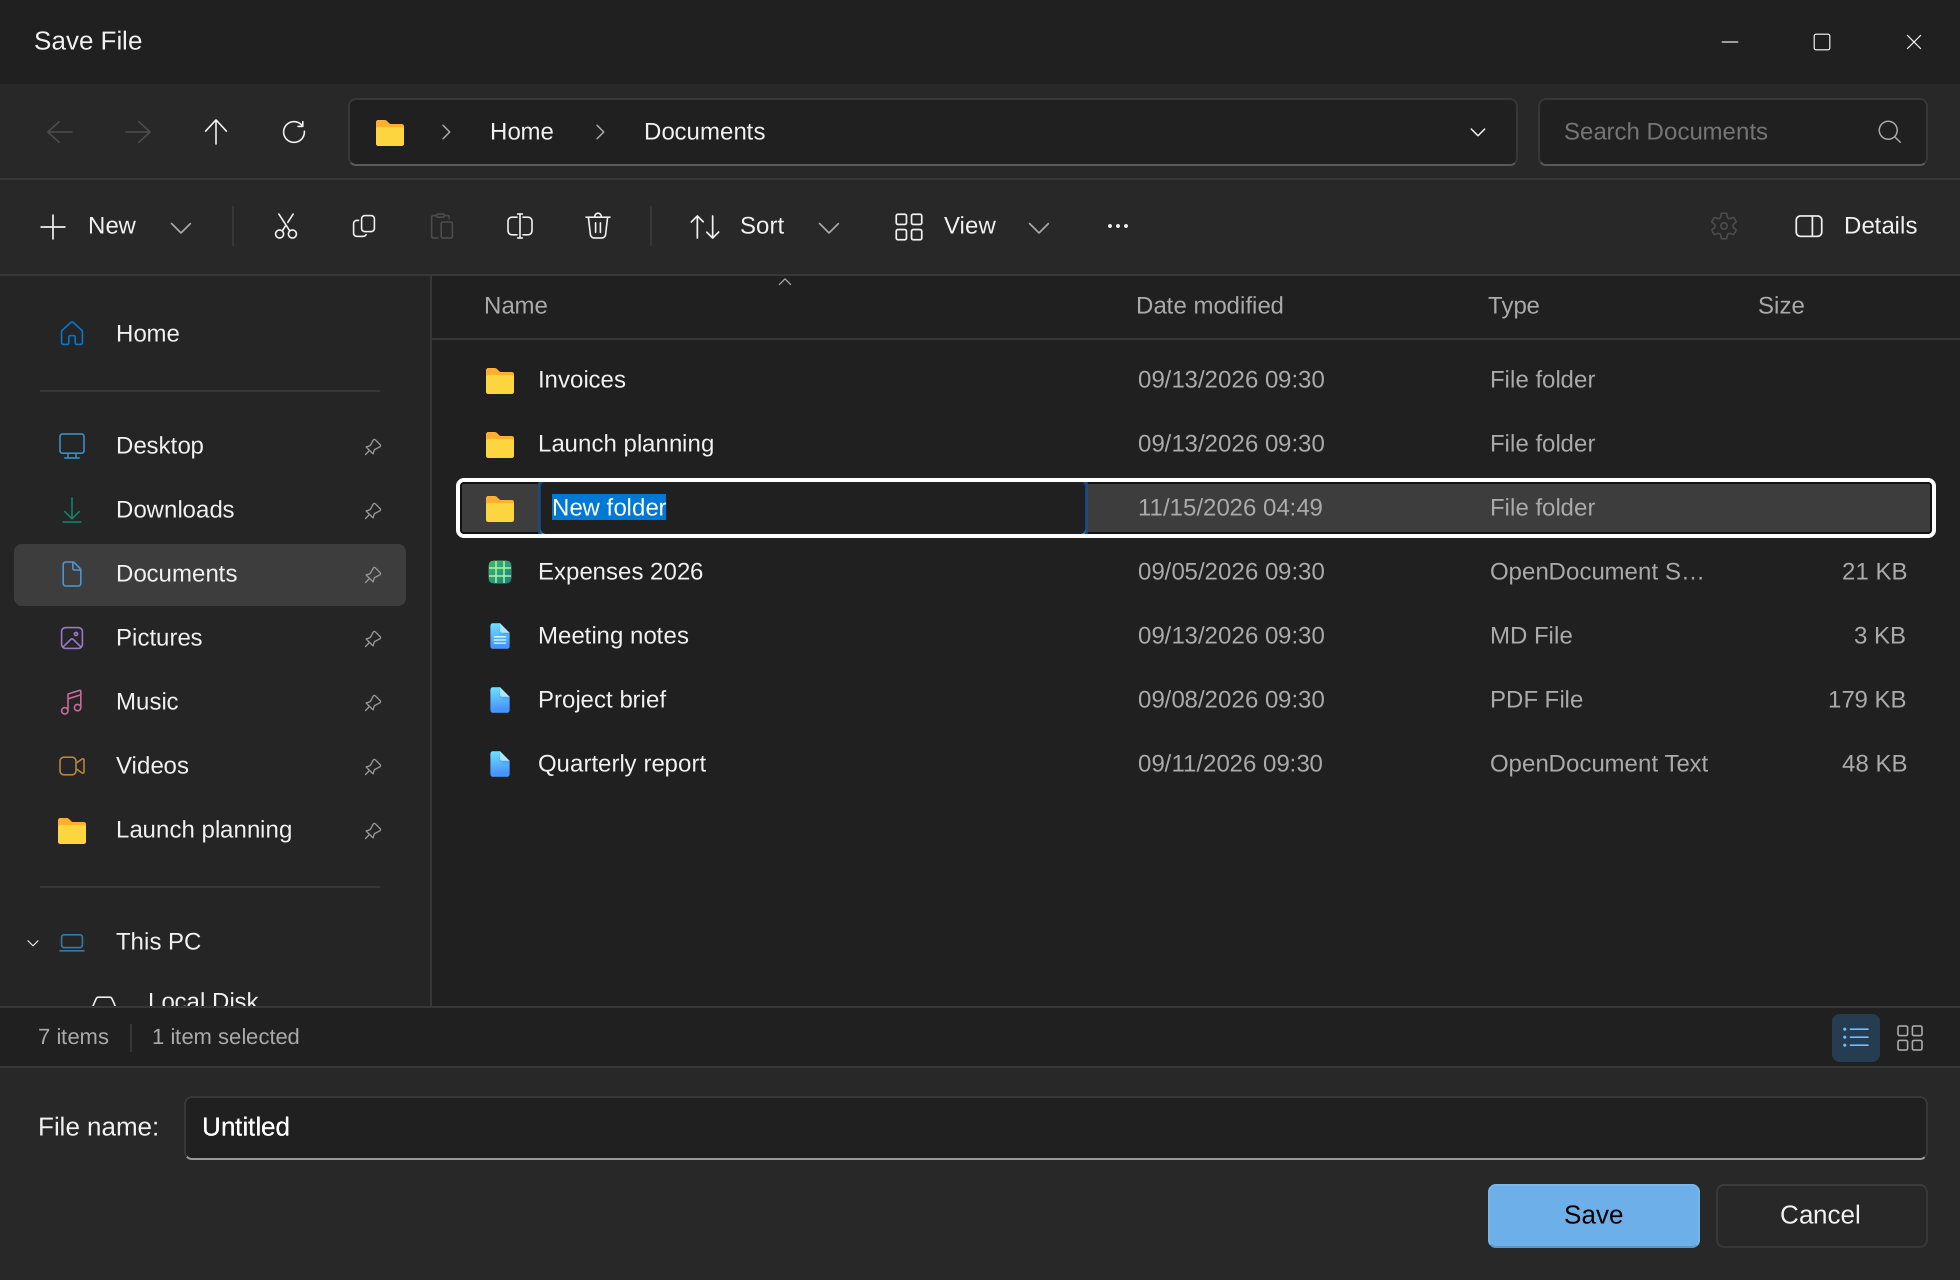 Save File
Home Documents
Search Documents
New Sort View Details
Home
Desktop
Downloads
Documents
Pictures
Music
Videos
Launch planning
This PC
Local Disk
Name Date modified Type Size
Invoices 09/13/2026 09:30 File folder
Launch planning 09/13/2026 09:30 File folder
New folder 11/15/2026 04:49 File folder
Expenses 2026 09/05/2026 09:30 OpenDocument S… 21 KB
Meeting notes 09/13/2026 09:30 MD File 3 KB
Project brief 09/08/2026 09:30 PDF File 179 KB
Quarterly report 09/11/2026 09:30 OpenDocument Text 48 KB
7 items 1 item selected
File name: Untitled
Save Cancel